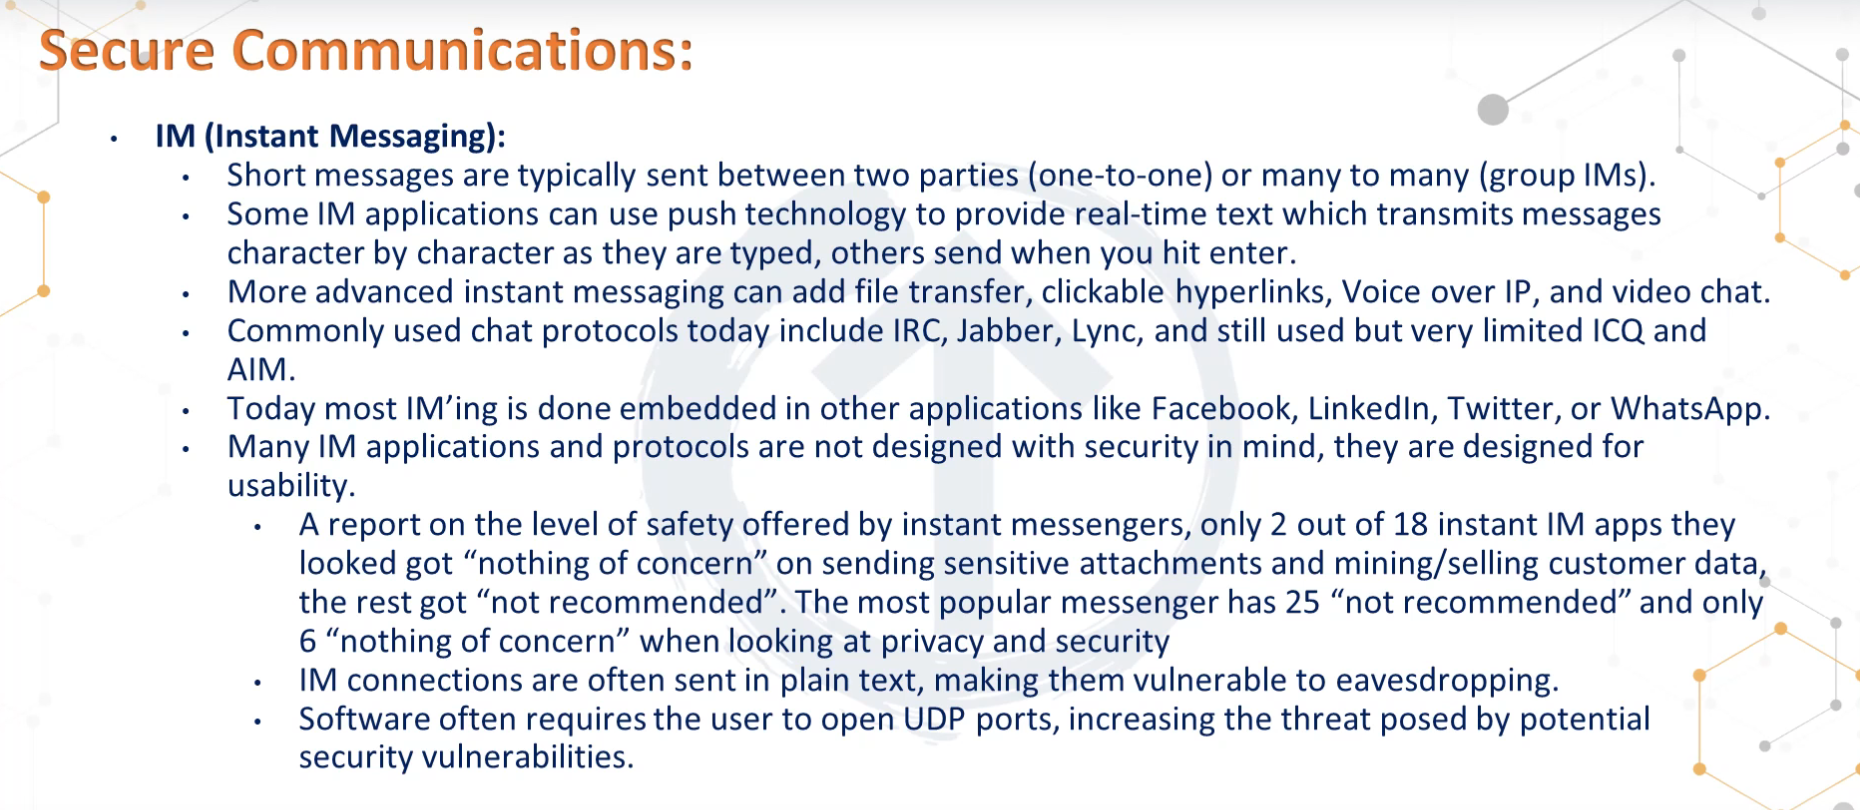 Secure Communications:
• IM (Instant Messaging):
• Short messages are typically sent between two parties (one-to-one) or many to many (group IMs).
• Some IM applications can use push technology to provide real-time text which transmits messages
character by character as they are typed, others send when you hit enter.
• More advanced instant messaging can add file transfer, clickable hyperlinks, Voice over IP, and video chat.
• Commonly used chat protocols today include IRC, Jabber, Lync, and still used but very limited ICQ and
AIM.
• Today most IM’ing is done embedded in other applications like Facebook, LinkedIn, Twitter, or WhatsApp.
• Many IM applications and protocols are not designed with security in mind, they are designed for
usability.
• A report on the level of safety offered by instant messengers, only 2 out of 18 instant IM apps they
looked got “nothing of concern” on sending sensitive attachments and mining/selling customer data,
the rest got “not recommended”. The most popular messenger has 25 “not recommended” and only
6 “nothing of concern” when looking at privacy and security
• IM connections are often sent in plain text, making them vulnerable to eavesdropping.
• Software often requires the user to open UDP ports, increasing the threat posed by potential
security vulnerabilities.